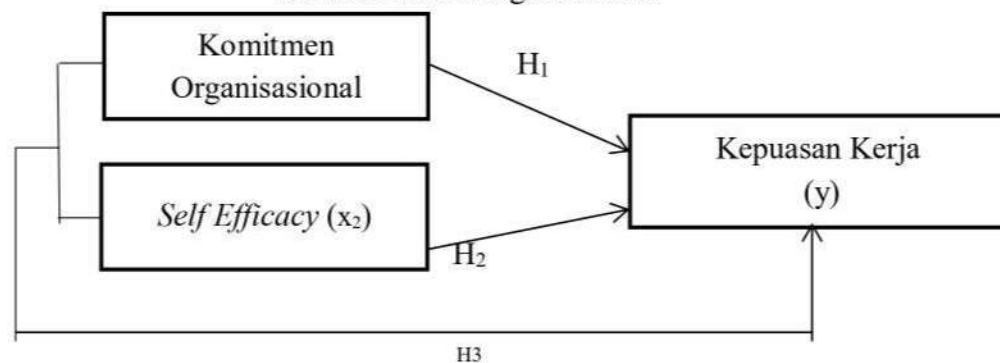 Komitmen
Organisasional
H₁
Kepuasan Kerja
(y)
Self Efficacy (x₂)
H₂
H3